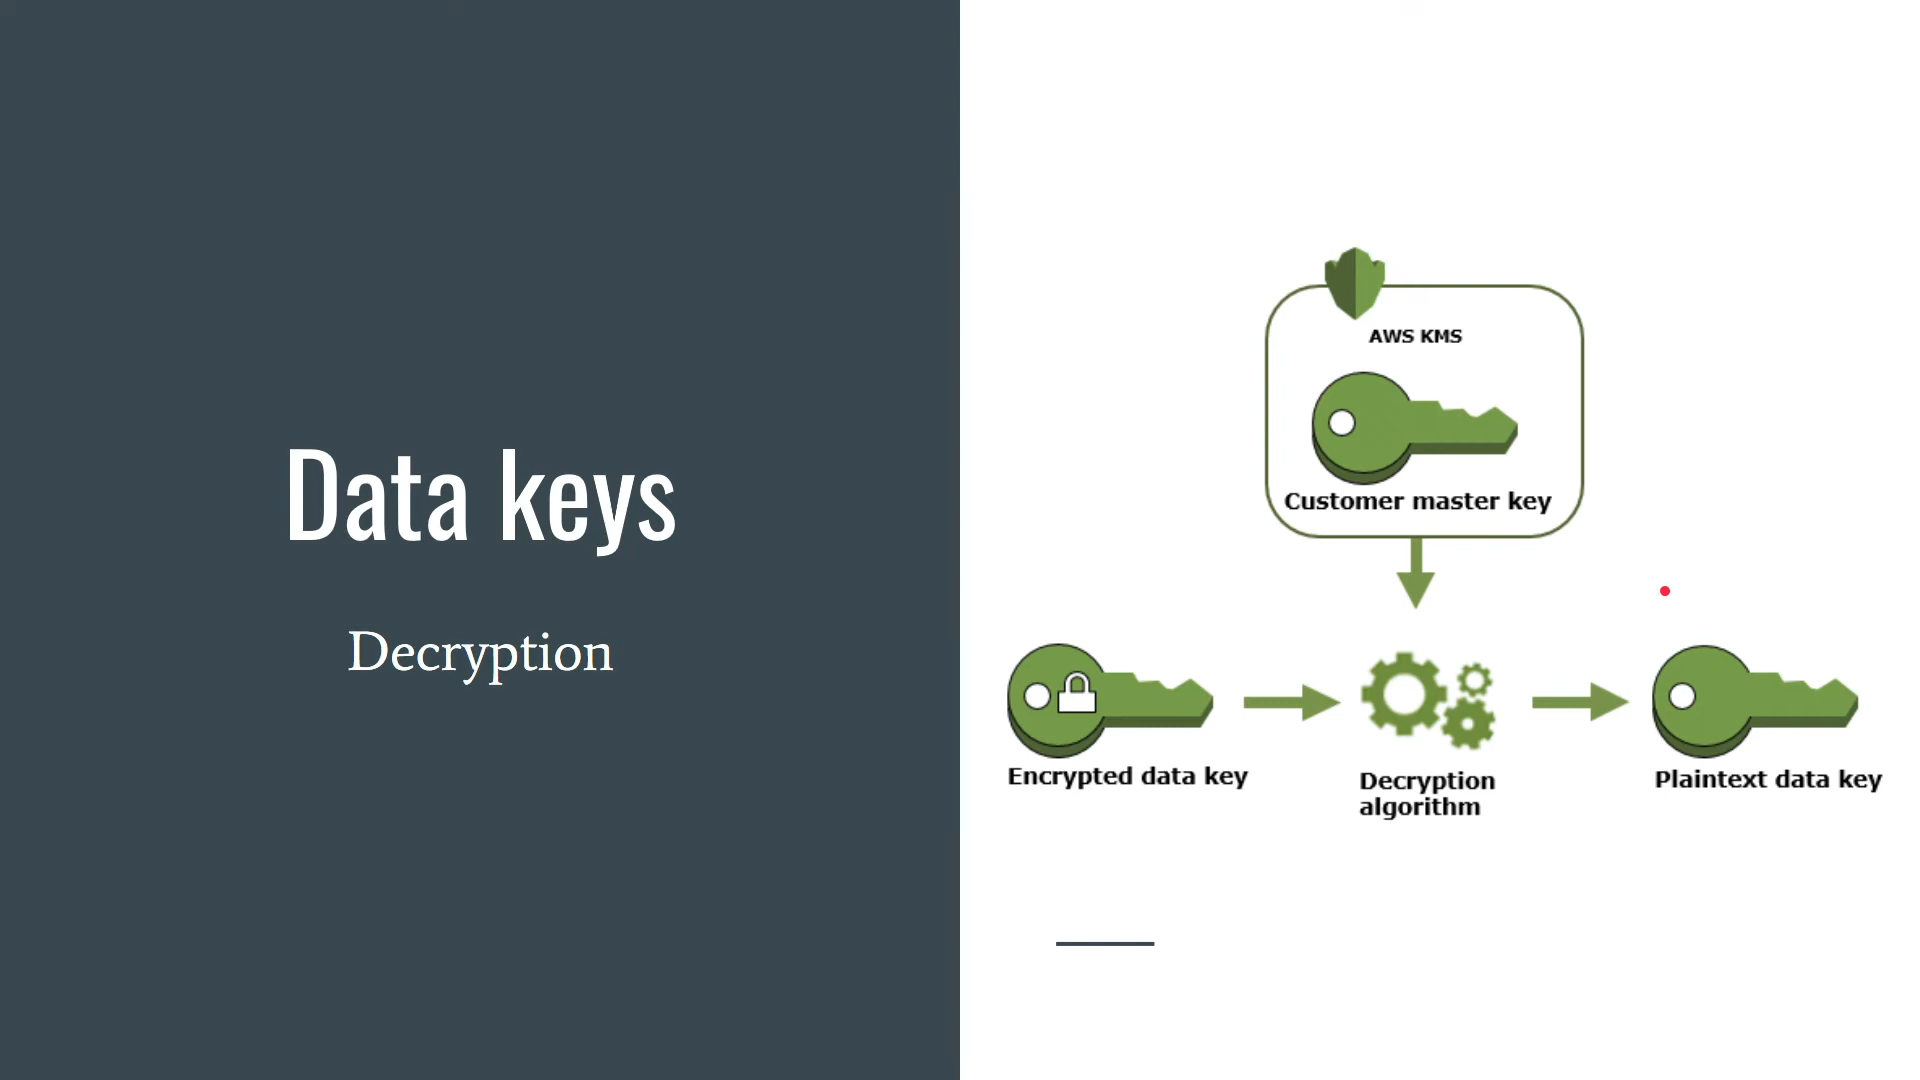 Data keys
Decryption
AWS KMS
Customer master key
Encrypted data key
Decryption
algorithm
Plaintext data key